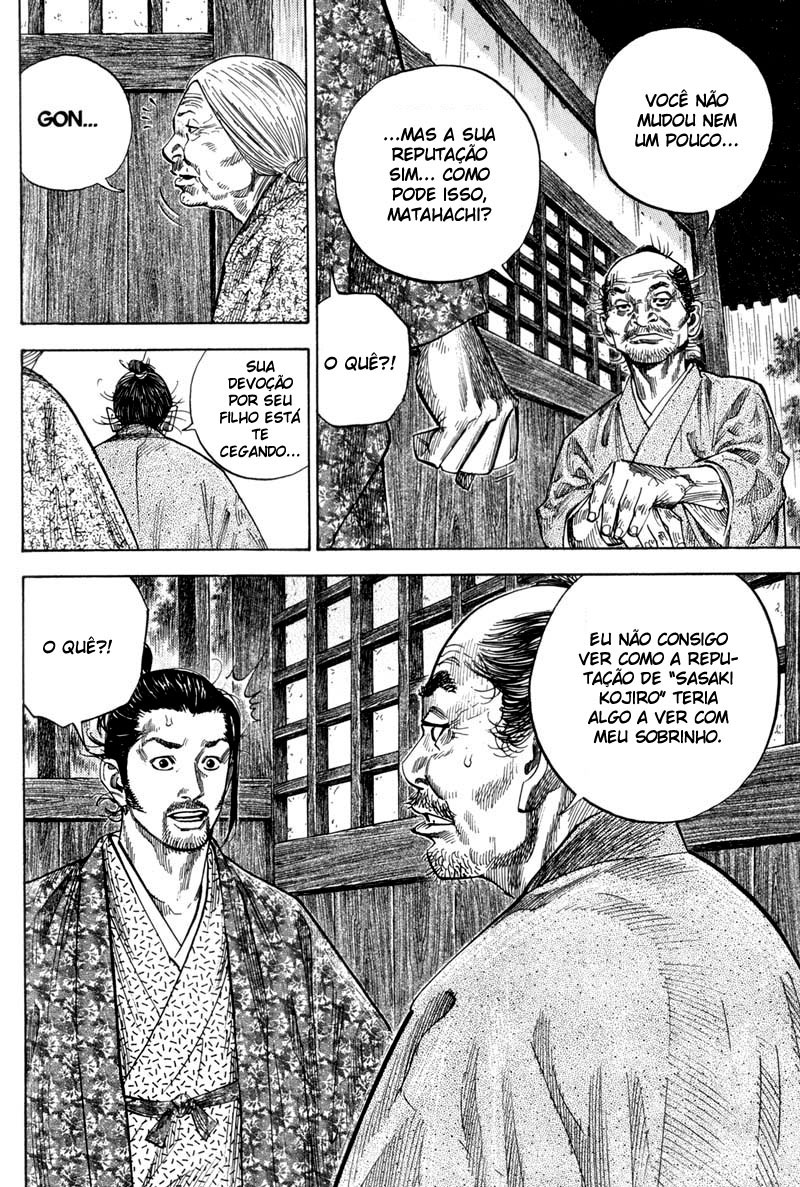 VOCÊ NÃO
MUDOU NEM
UM POUCO...
...MAS A SUA
REPUTAÇÃO
SIM... COMO
PODE ISSO,
MATAHACHI?
O QUÊ?!
GON...
SUA
DEVOÇÃO
POR SEU
FILHO ESTÁ
TE
CEGANDO...
EU NÃO CONSIGO
VER COMO A REPU-
TAÇÃO DE "SASAKI
KOJIRO" TERIA
ALGO A VER COM
MEU SOBRINHO.
O QUÊ?!